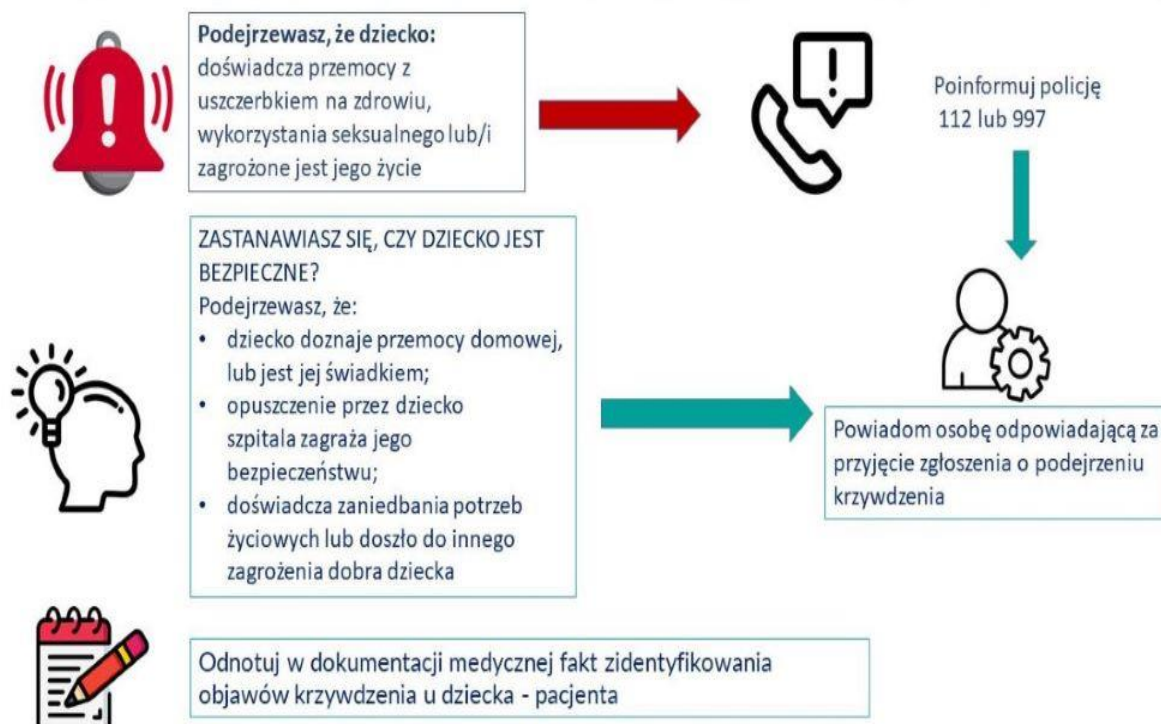 Podejrzewasz, że dziecko:
doświadcza przemocy z
uszczerbkiem na zdrowiu,
wykorzystania seksualnego lub/i
zagrożone jest jego życie
Poinformuj policję
112 lub 997
ZASTANAWIASZ SIĘ, CZY DZIECKO JEST
BEZPIECZNE?
Podejrzewasz, że:
• dziecko doznaje przemocy domowej,
lub jest jej świadkiem;
• opuszczenie przez dziecko
szpitala zagraża jego
bezpieczeństwu;
• doświadcza zaniedbania potrzeb
życiowych lub doszło do innego
zagrożenia dobra dziecka
Powiadom osobę odpowiadającą za
przyjęcie zgłoszenia o podejrzeniu
krzywdzenia
Odnotuj w dokumentacji medycznej fakt zidentyfikowania
objawów krzywdzenia u dziecka - pacjenta